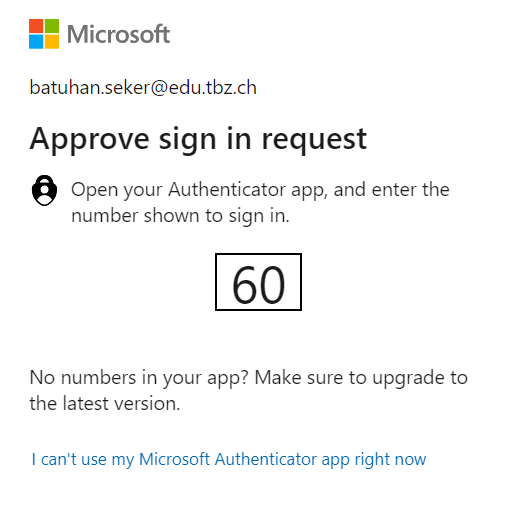 Microsoft
batuhan.seker@edu.tbz.ch
Approve sign in request
Open your Authenticator app, and enter the
number shown to sign in.
60
No numbers in your app? Make sure to upgrade to
the latest version.
I can't use my Microsoft Authenticator app right now